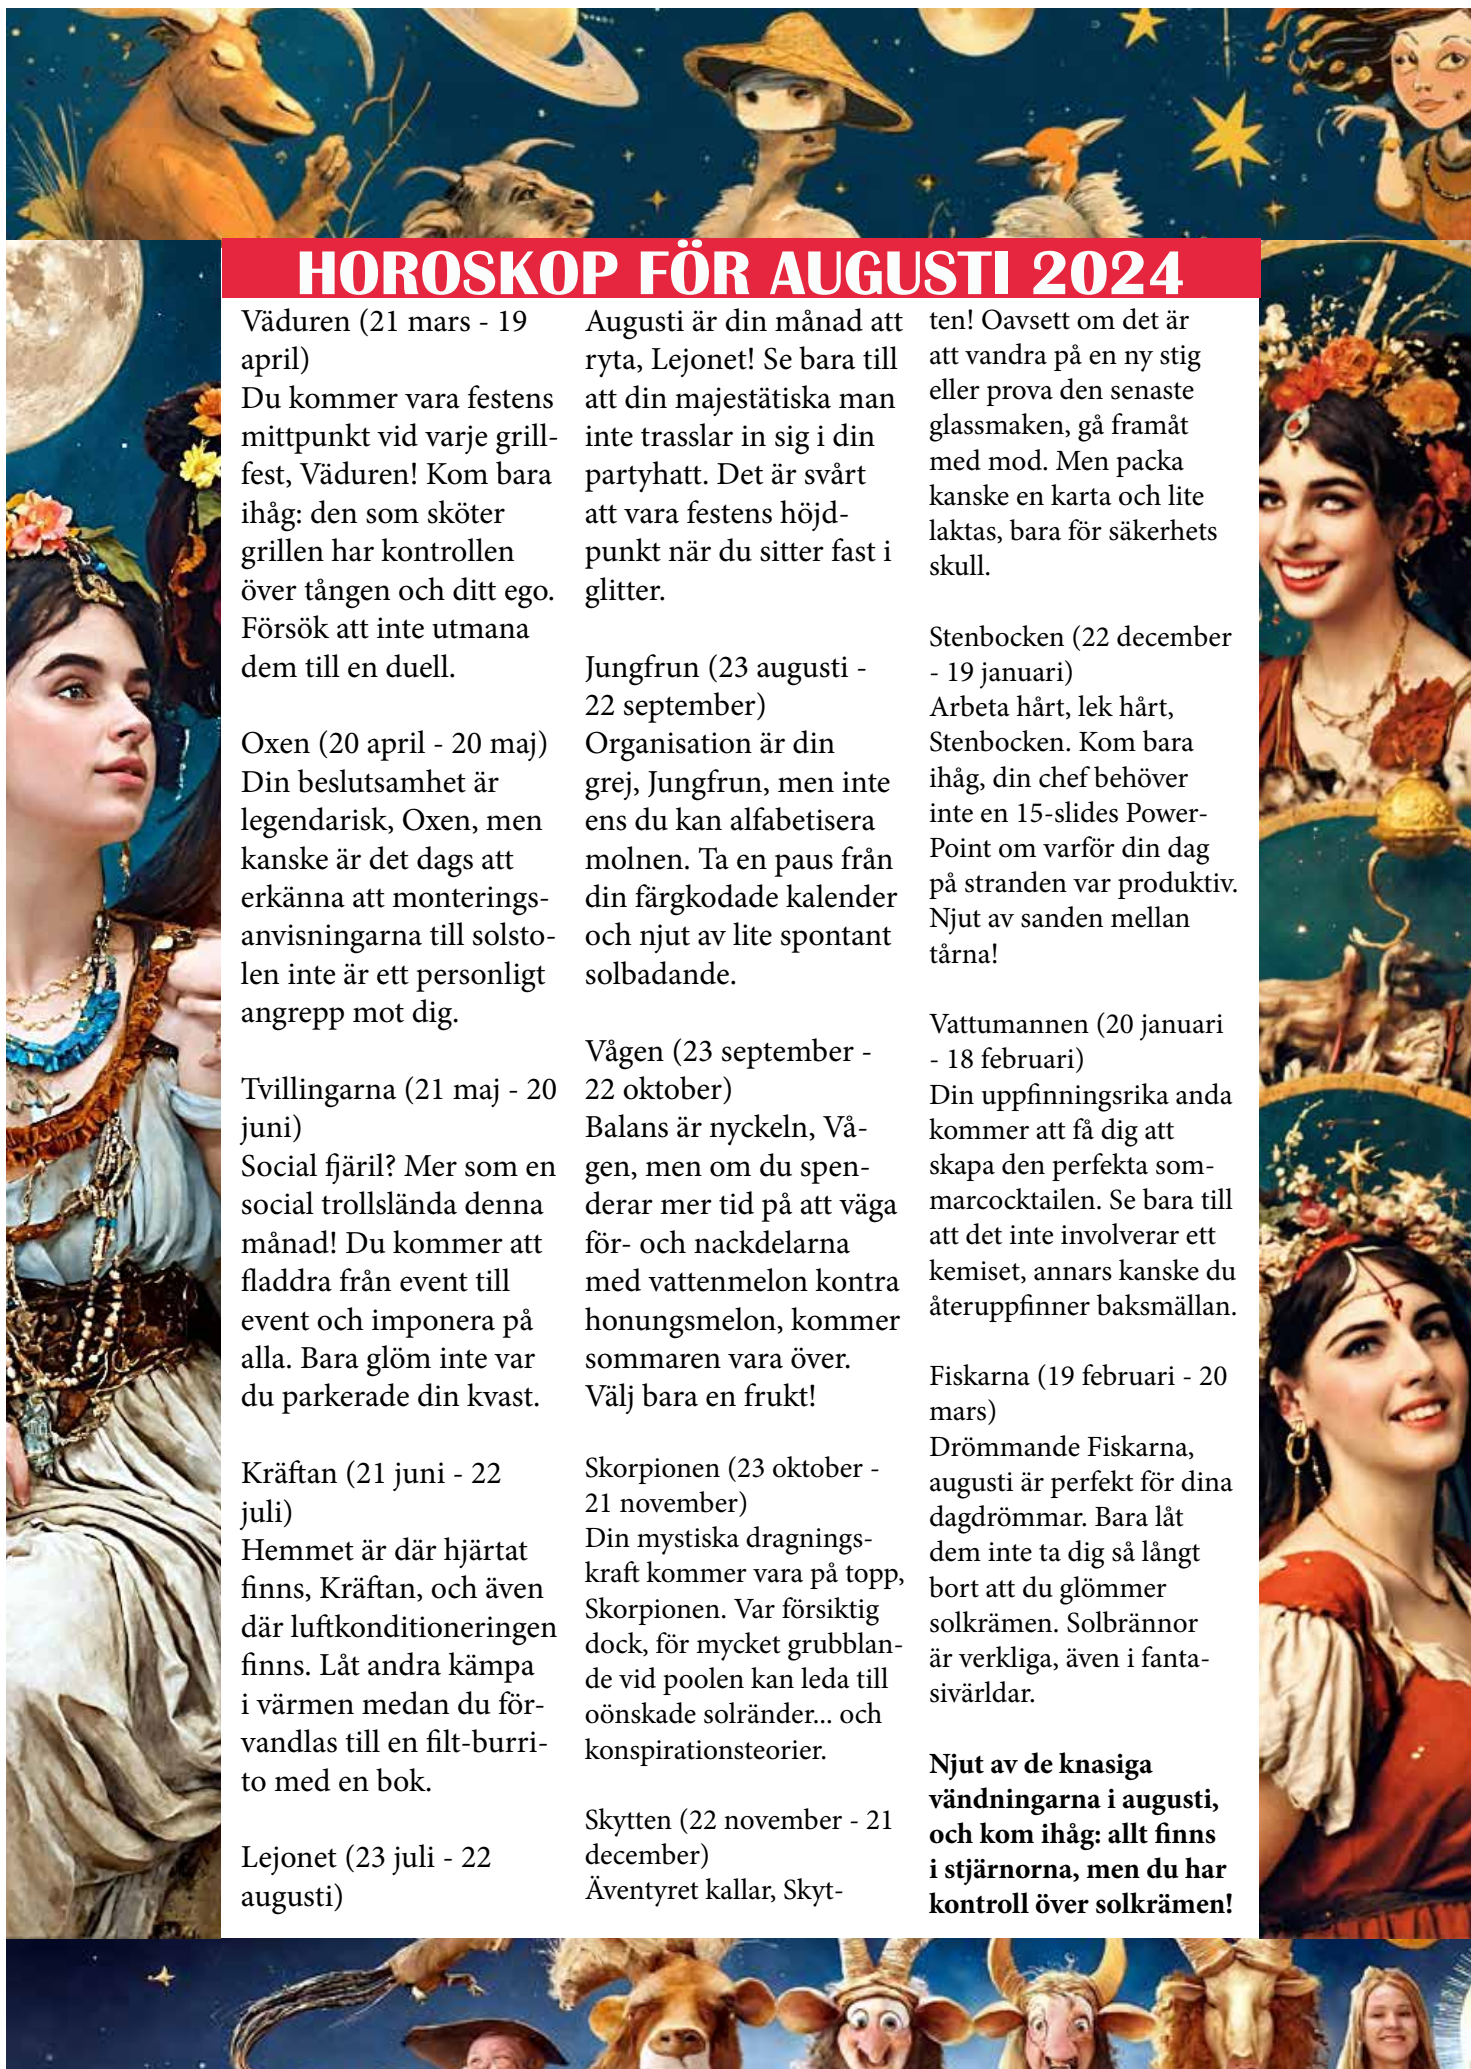 HOROSKOP FÖR AUGUSTI 2024
Väduren (21 mars - 19
april)
Du kommer vara festens
mittpunkt vid varje grill-
fest, Väduren! Kom bara
ihåg: den som sköter
grillen har kontrollen
över tången och ditt ego.
Försök att inte utmana
dem till en duell.
Oxen (20 april - 20 maj)
Din beslutsamhet är
legendarisk, Oxen, men
kanske är det dags att
erkänna att monterings-
anvisningarna till solsto-
len inte är ett personligt
angrepp mot dig.
Tvillingarna (21 maj - 20
juni)
Social fjäril? Mer som en
social trollslända denna
månad! Du kommer att
fladdra från event till
event och imponera på
alla. Bara glöm inte var
du parkerade din kvast.
Kräftan (21 juni - 22
juli)
Hemmet är där hjärtat
finns, Kräftan, och även
där luftkonditioneringen
finns. Låt andra kämpa
i värmen medan du för-
vandlas till en filt-burri-
to med en bok.
Lejonet (23 juli - 22
augusti)
Augusti är din månad att
ryta, Lejonet! Se bara till
att din majestätiska man
inte trasslar in sig i din
partyhatt. Det är svårt
att vara festens höjd-
punkt när du sitter fast i
glitter.
Jungfrun (23 augusti -
22 september)
Organisation är din
grej, Jungfrun, men inte
ens du kan alfabetisera
molnen. Ta en paus från
din färgkodade kalender
och njut av lite spontant
solbadande.
Vågen (23 september -
22 oktober)
Balans är nyckeln, Vå-
gen, men om du spen-
derar mer tid på att väga
för- och nackdelarna
med vattenmelon kontra
honungsmelon, kommer
sommaren vara över.
Välj bara en frukt!
Skorpionen (23 oktober -
21 november)
Din mystiska dragnings-
kraft kommer vara på topp,
Skorpionen. Var försiktig
dock, för mycket grubblan-
de vid poolen kan leda till
oönskade solränder... och
konspirationsteorier.
Skytten (22 november - 21
december)
Äventyret kallar, Skyt-
ten! Oavsett om det är
att vandra på en ny stig
eller prova den senaste
glassmaken, gå framåt
med mod. Men packa
kanske en karta och lite
laktas, bara för säkerhets
skull.
Stenbocken (22 december
- 19 januari)
Arbeta hårt, lek hårt,
Stenbocken. Kom bara
ihåg, din chef behöver
inte en 15-slides Power-
Point om varför din dag
på stranden var produktiv.
Njut av sanden mellan
tårna!
Vattumannen (20 januari
- 18 februari)
Din uppfinningsrika anda
kommer att få dig att
skapa den perfekta som-
marcocktailen. Se bara till
att det inte involverar ett
kemiset, annars kanske du
återuppfinner baksmällan.
Fiskarna (19 februari - 20
mars)
Drömmande Fiskarna,
augusti är perfekt för dina
dagdrömmar. Bara låt
dem inte ta dig så långt
bort att du glömmer
solkrämen. Solbrännor
är verkliga, även i fanta-
sivärldar.
Njut av de knasiga
vändningarna i augusti,
och kom ihåg: allt finns
i stjärnorna, men du har
kontroll över solkrämen!